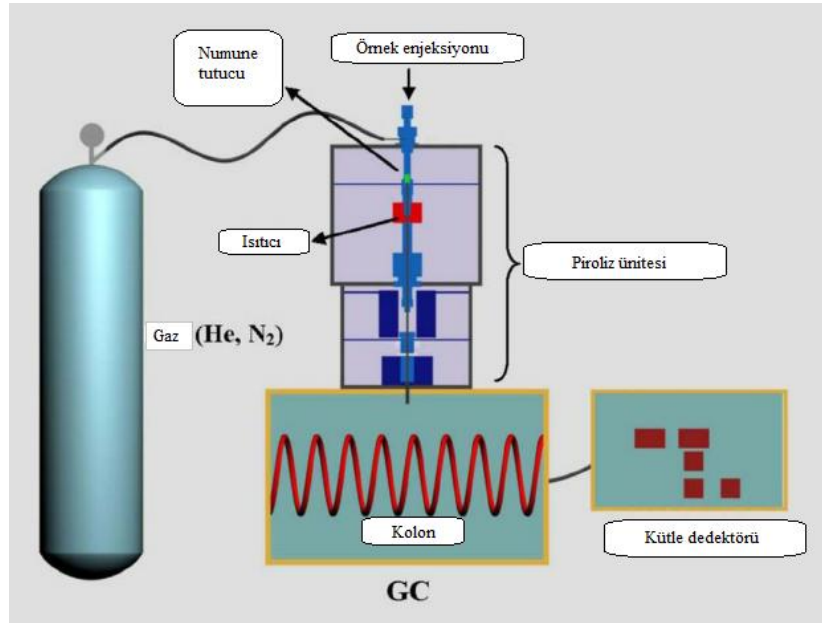 Numune
tutucu
Örnek enjeksiyonu
Isıtıcı
Piroliz ünitesi
Gaz (He, N₂)
Kolon
Kütle dedektörü
GC